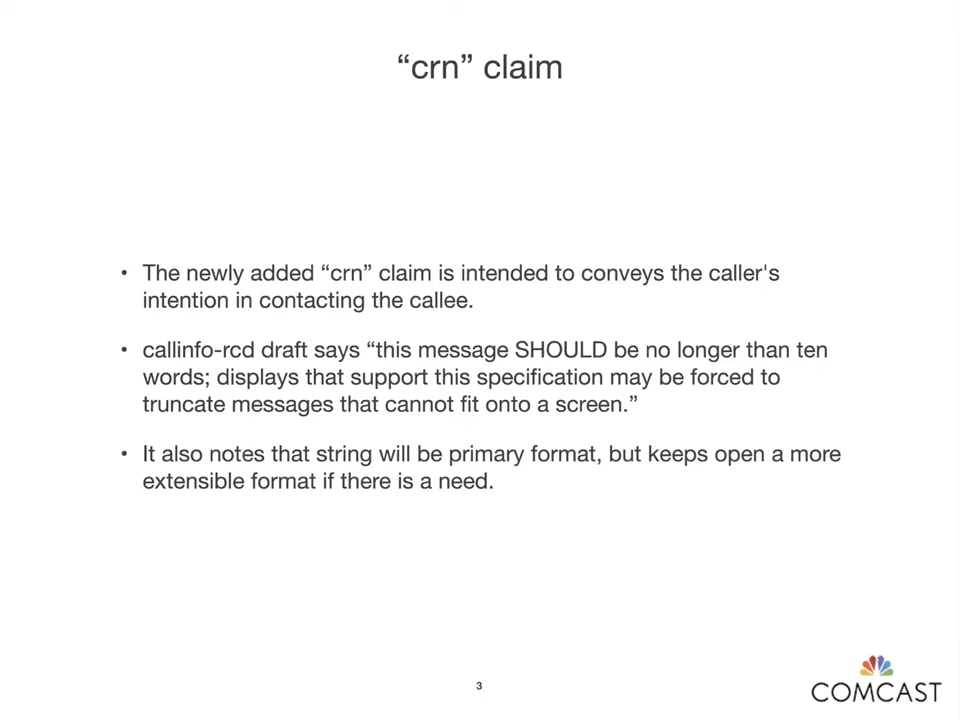 “crn” claim
• The newly added “crn” claim is intended to conveys the caller's
intention in contacting the callee.
• callinfo-rcd draft says “this message SHOULD be no longer than ten
words; displays that support this specification may be forced to
truncate messages that cannot fit onto a screen.”
• It also notes that string will be primary format, but keeps open a more
extensible format if there is a need.
3
COMCAST